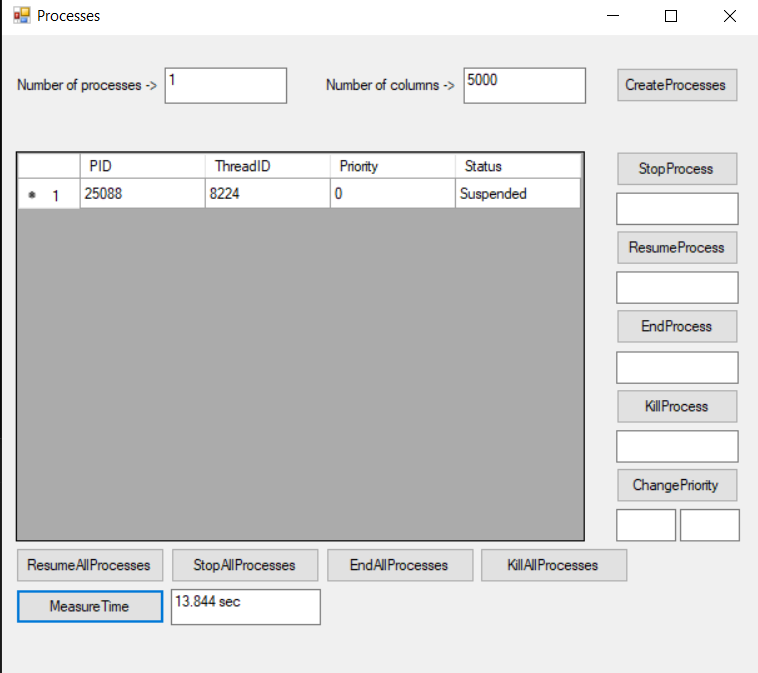 Processes
Number of processes -> 1 Number of columns -> 5000 CreateProcesses
PID ThreadID Priority Status
* 1 25088 8224 0 Suspended
StopProcess
ResumeProcess
EndProcess
KillProcess
ChangePriority
ResumeAllProcesses StopAllProcesses EndAllProcesses KillAllProcesses
MeasureTime 13.844 sec